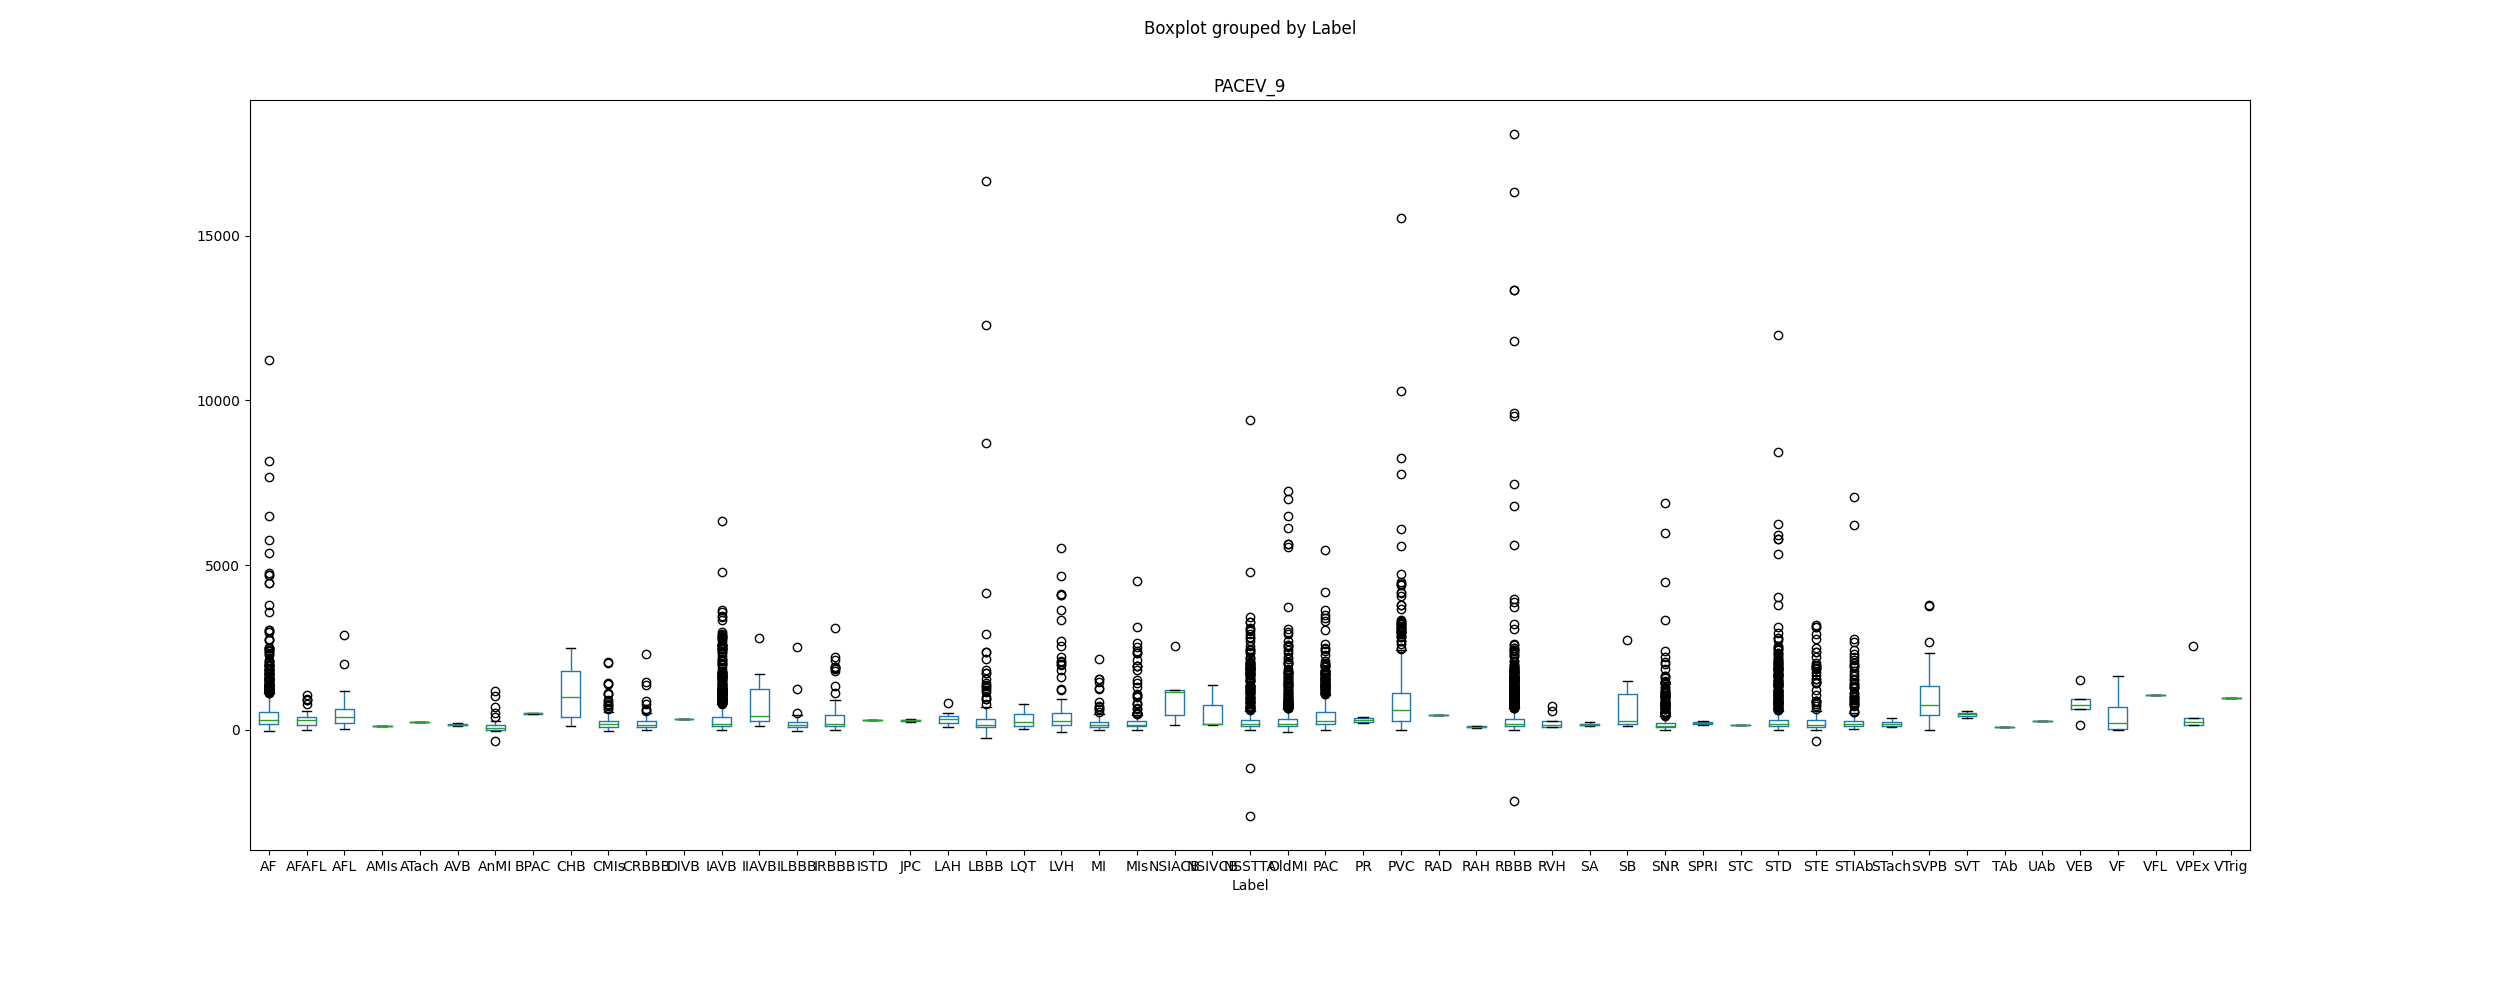 Boxplot grouped by Label
PACEV_9
15000
10000
5000
0
AF AFAFL AFL AMIs ATach AVB AnMI BPAC CHB CMIs CRBBB DIVB IAVB IIAVB ILBBB IRBBB ISTD JPC LAH LBBB LQT LVH MI MIs NSIACB NSIVCB NSSTTA OldMI PAC PR PVC RAD RAH RBBB RVH SA SB SNR SPRI STC STD STE STIAb STach SVPB SVT TAb UAb VEB VF VFL VPEx VTrig
Label